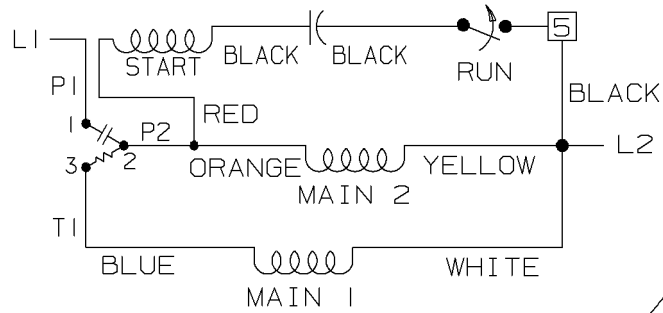 L1
5
START
BLACK
BLACK
RUN
P1
BLACK
RED
1
P2
L2
3
2
ORANGE
YELLOW
MAIN 2
T1
BLUE
WHITE
MAIN 1